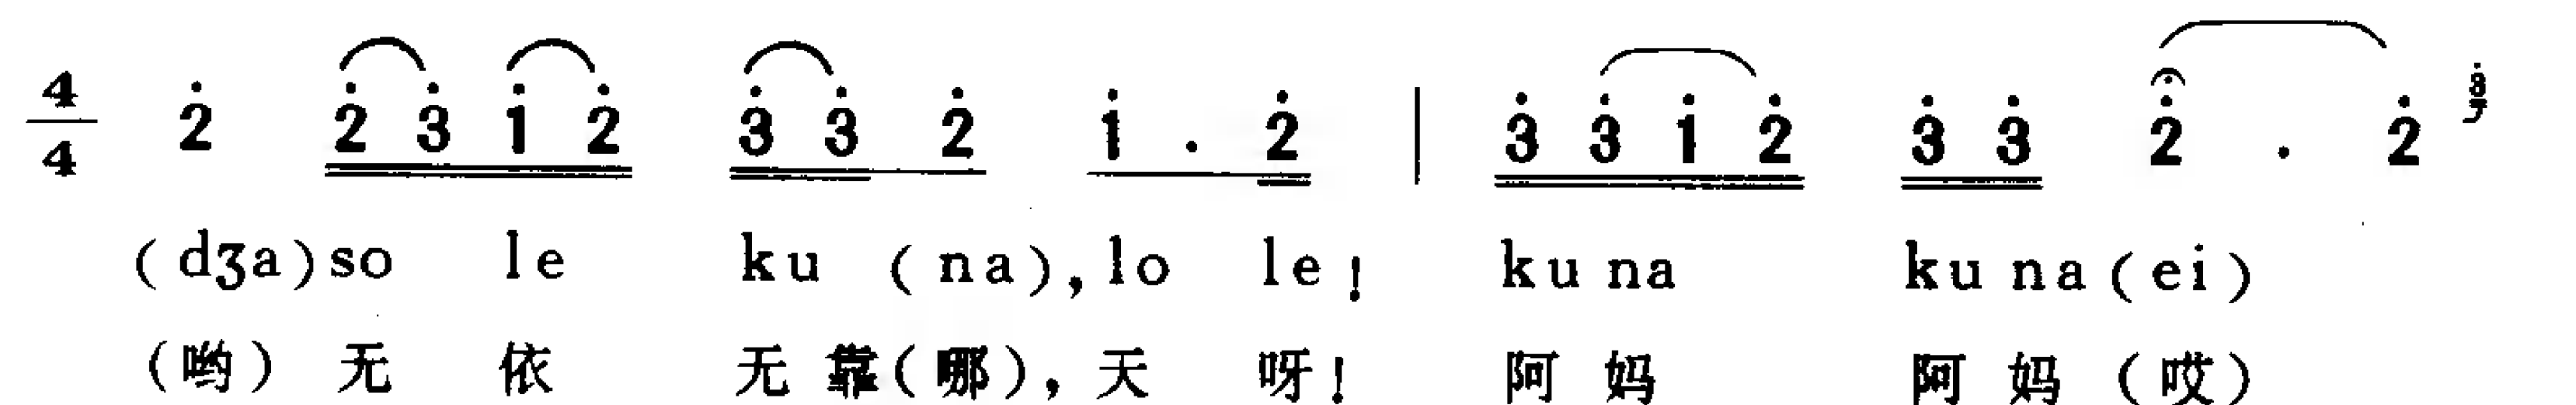 4/4 2̇ 2̇ 3̇ 1̇ 2̇ 3̇ 3̇ 2̇ 1̇ . 2̇ | 3̇ 3̇ 1̇ 2̇ 3̇ 3̇ 2̇ . 2̇ 3̇
(dʒa) so le ku (na), lo le! ku na ku na (ei)
(哟) 无 依 无 靠 (哪), 天 呀! 阿 妈 阿 妈 (哎)